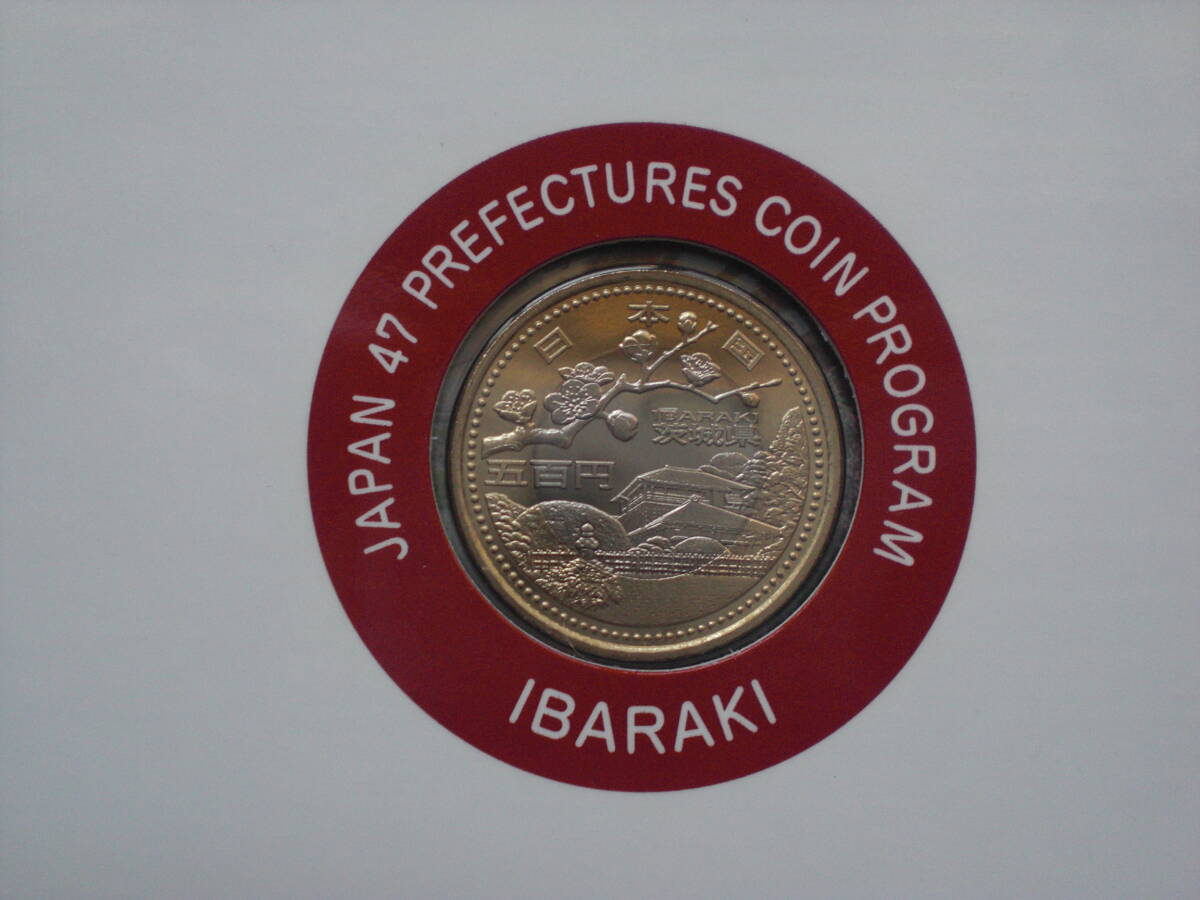 JAPAN 47 PREFECTURES COIN PROGRAM
日本国
IBARAKI
茨城県
五百円
IBARAKI